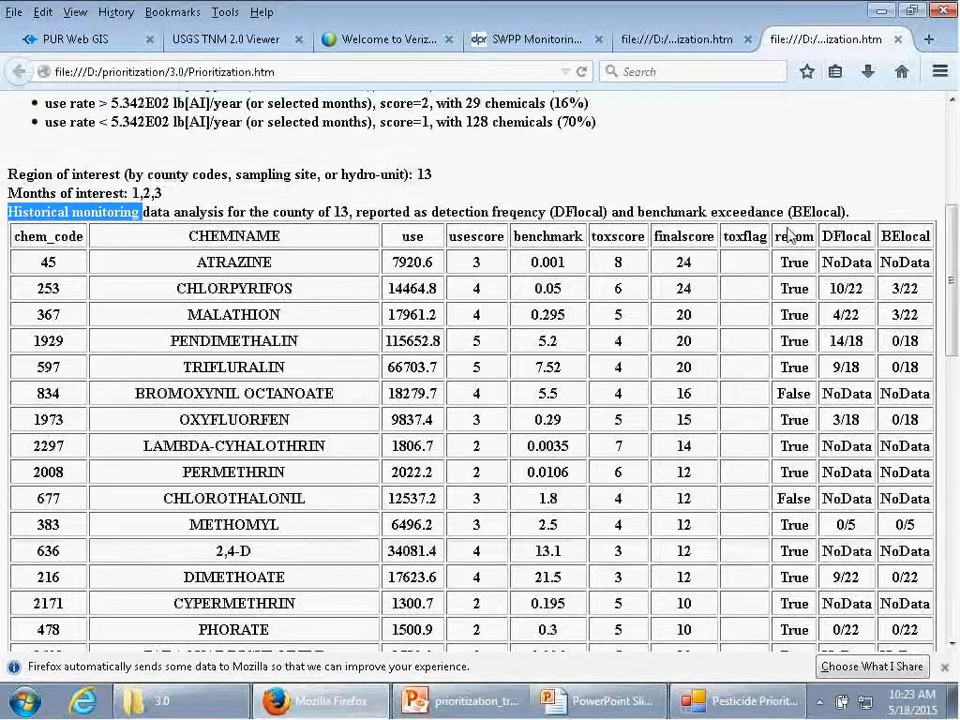 File Edit View History Bookmarks Tools Help
PUR Web GIS USGS TNM 2.0 Viewer Welcome to Veriz... SWPP Monitorin... file:///D:/...ization.htm file:///D:/...ization.htm
file:///D:/prioritization/3.0/Prioritization.htm Search
use rate > 5.342E02 lb[AI]/year (or selected months), score=2, with 29 chemicals (16%)
use rate < 5.342E02 lb[AI]/year (or selected months), score=1, with 128 chemicals (70%)
Region of interest (by county codes, sampling site, or hydro-unit): 13
Months of interest: 1,2,3
Historical monitoring data analysis for the county of 13, reported as detection freqency (DFlocal) and benchmark exceedance (BElocal).
chem_code CHEMNAME use usescore benchmark toxscore finalscore toxflag DFlocal BElocal
45 ATRAZINE 7920.6 3 0.001 8 24 True NoData NoData
253 CHLORPYRIFOS 14464.8 4 0.05 6 24 True 10/22 3/22
367 MALATHION 17961.2 4 0.295 5 20 True 4/22 3/22
1929 PENDIMETHALIN 115652.8 5 5.2 4 20 True 14/18 0/18
597 TRIFLURALIN 66703.7 5 7.52 4 20 True 9/18 0/18
834 BROMOXYNIL OCTANOATE 18279.7 4 5.5 4 16 False NoData NoData
1973 OXYFLUORFEN 9837.4 3 0.29 5 15 True 3/18 0/18
2297 LAMBDA-CYHALOTHRIN 1806.7 2 0.0035 7 14 True NoData NoData
2008 PERMETHRIN 2022.2 2 0.0106 6 12 True NoData NoData
677 CHLOROTHALONIL 12537.2 3 1.8 4 12 False NoData NoData
383 METHOMYL 6496.2 3 2.5 4 12 True 0/5 0/5
636 2,4-D 34081.4 4 13.1 3 12 True NoData NoData
216 DIMETHOATE 17623.6 4 21.5 3 12 True 9/22 0/22
2171 CYPERMETHRIN 1300.7 2 0.195 5 10 True NoData NoData
478 PHORATE 1500.9 2 0.3 5 10 True 0/22 0/22
Firefox automatically sends some data to Mozilla so that we can improve your experience. Choose What I Share
3.0 Mozilla Firefox prioritization_tr... PowerPoint Sli... Pesticide Priorit... 10:23 AM
5/18/2015